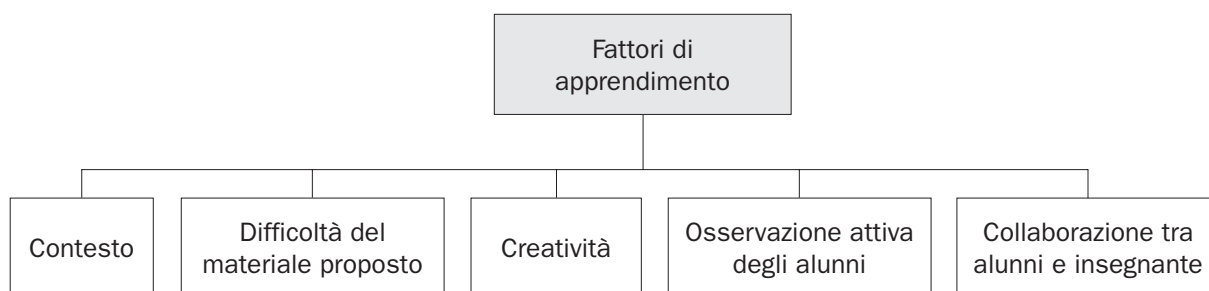 Fattori di
apprendimento
Contesto
Difficoltà del
materiale proposto
Creatività
Osservazione attiva
degli alunni
Collaborazione tra
alunni e insegnante